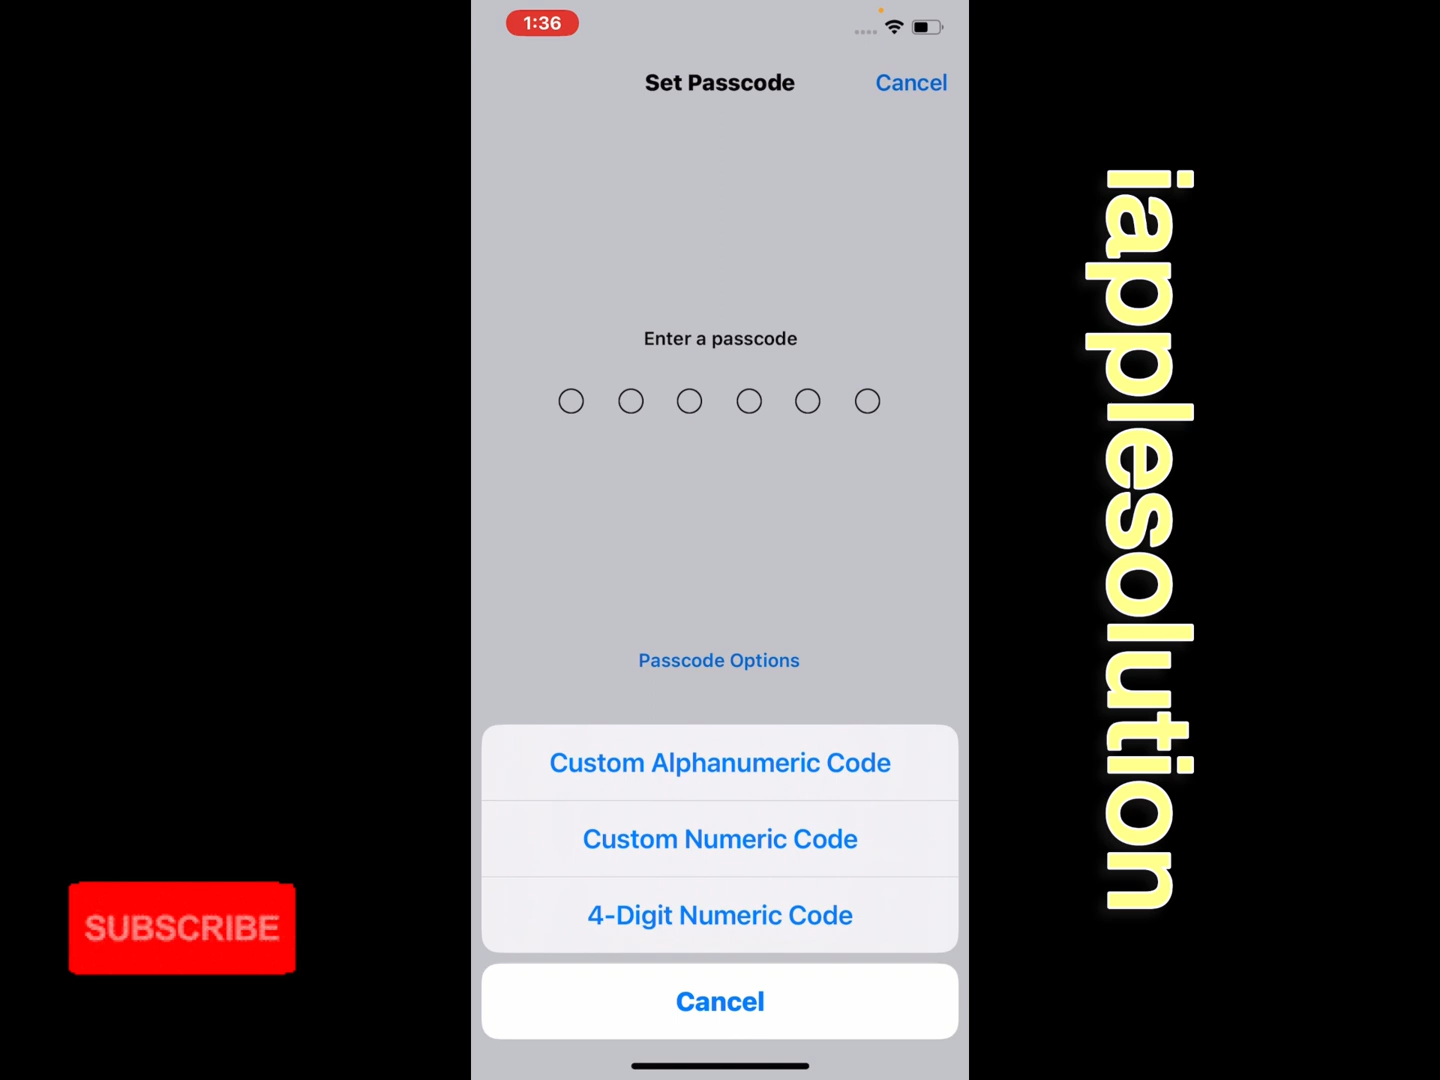 1:36
Set Passcode
Cancel
Enter a passcode
Passcode Options
Custom Alphanumeric Code
Custom Numeric Code
4-Digit Numeric Code
Cancel
SUBSCRIBE
iapplesolution